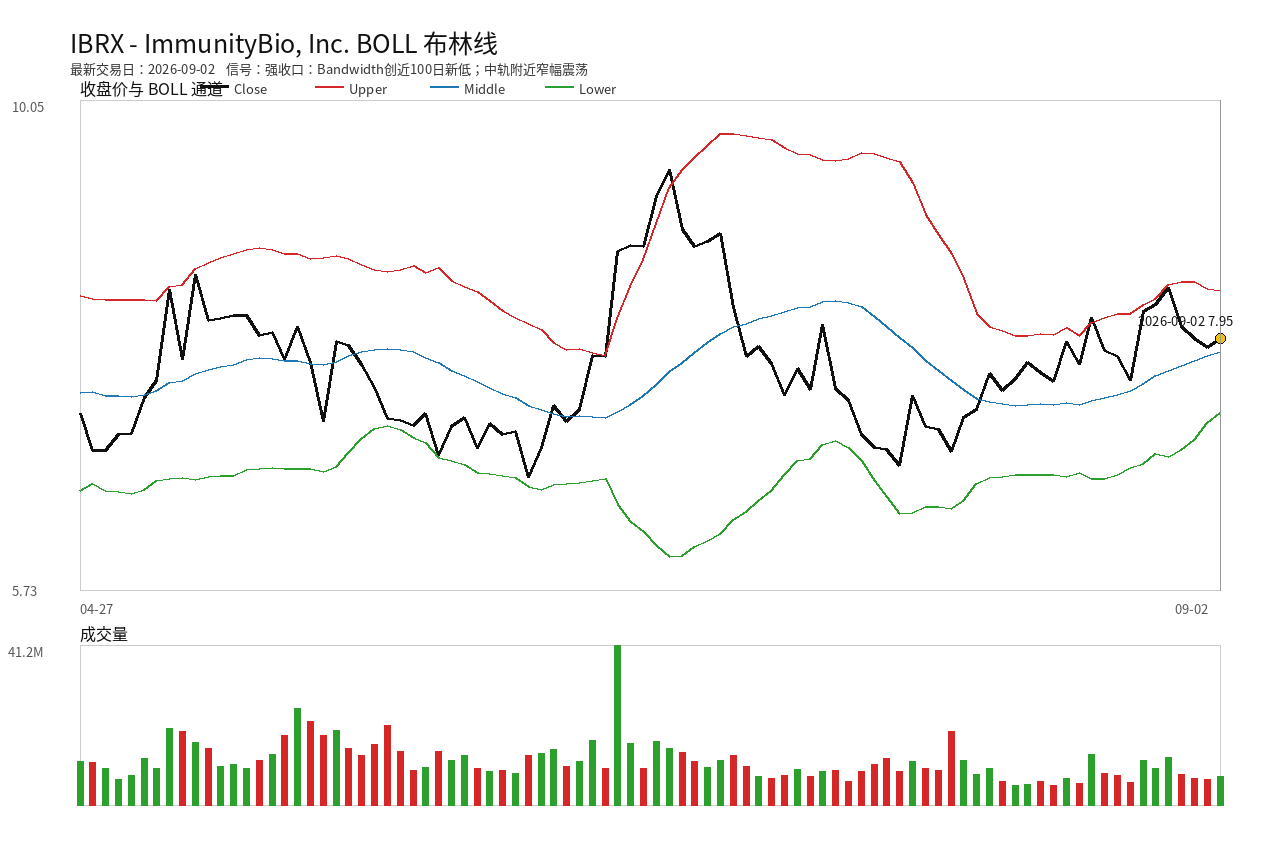 IBRX - ImmunityBio, Inc. BOLL 布林线
最新交易日：2026-09-02 信号：强收口：Bandwidth创近100日新低；中轨附近窄幅震荡
收盘价与 BOLL 通道 Close Upper Middle Lower
10.05
2026-09-02 7.95
5.73
04-27 09-02
成交量
41.2M